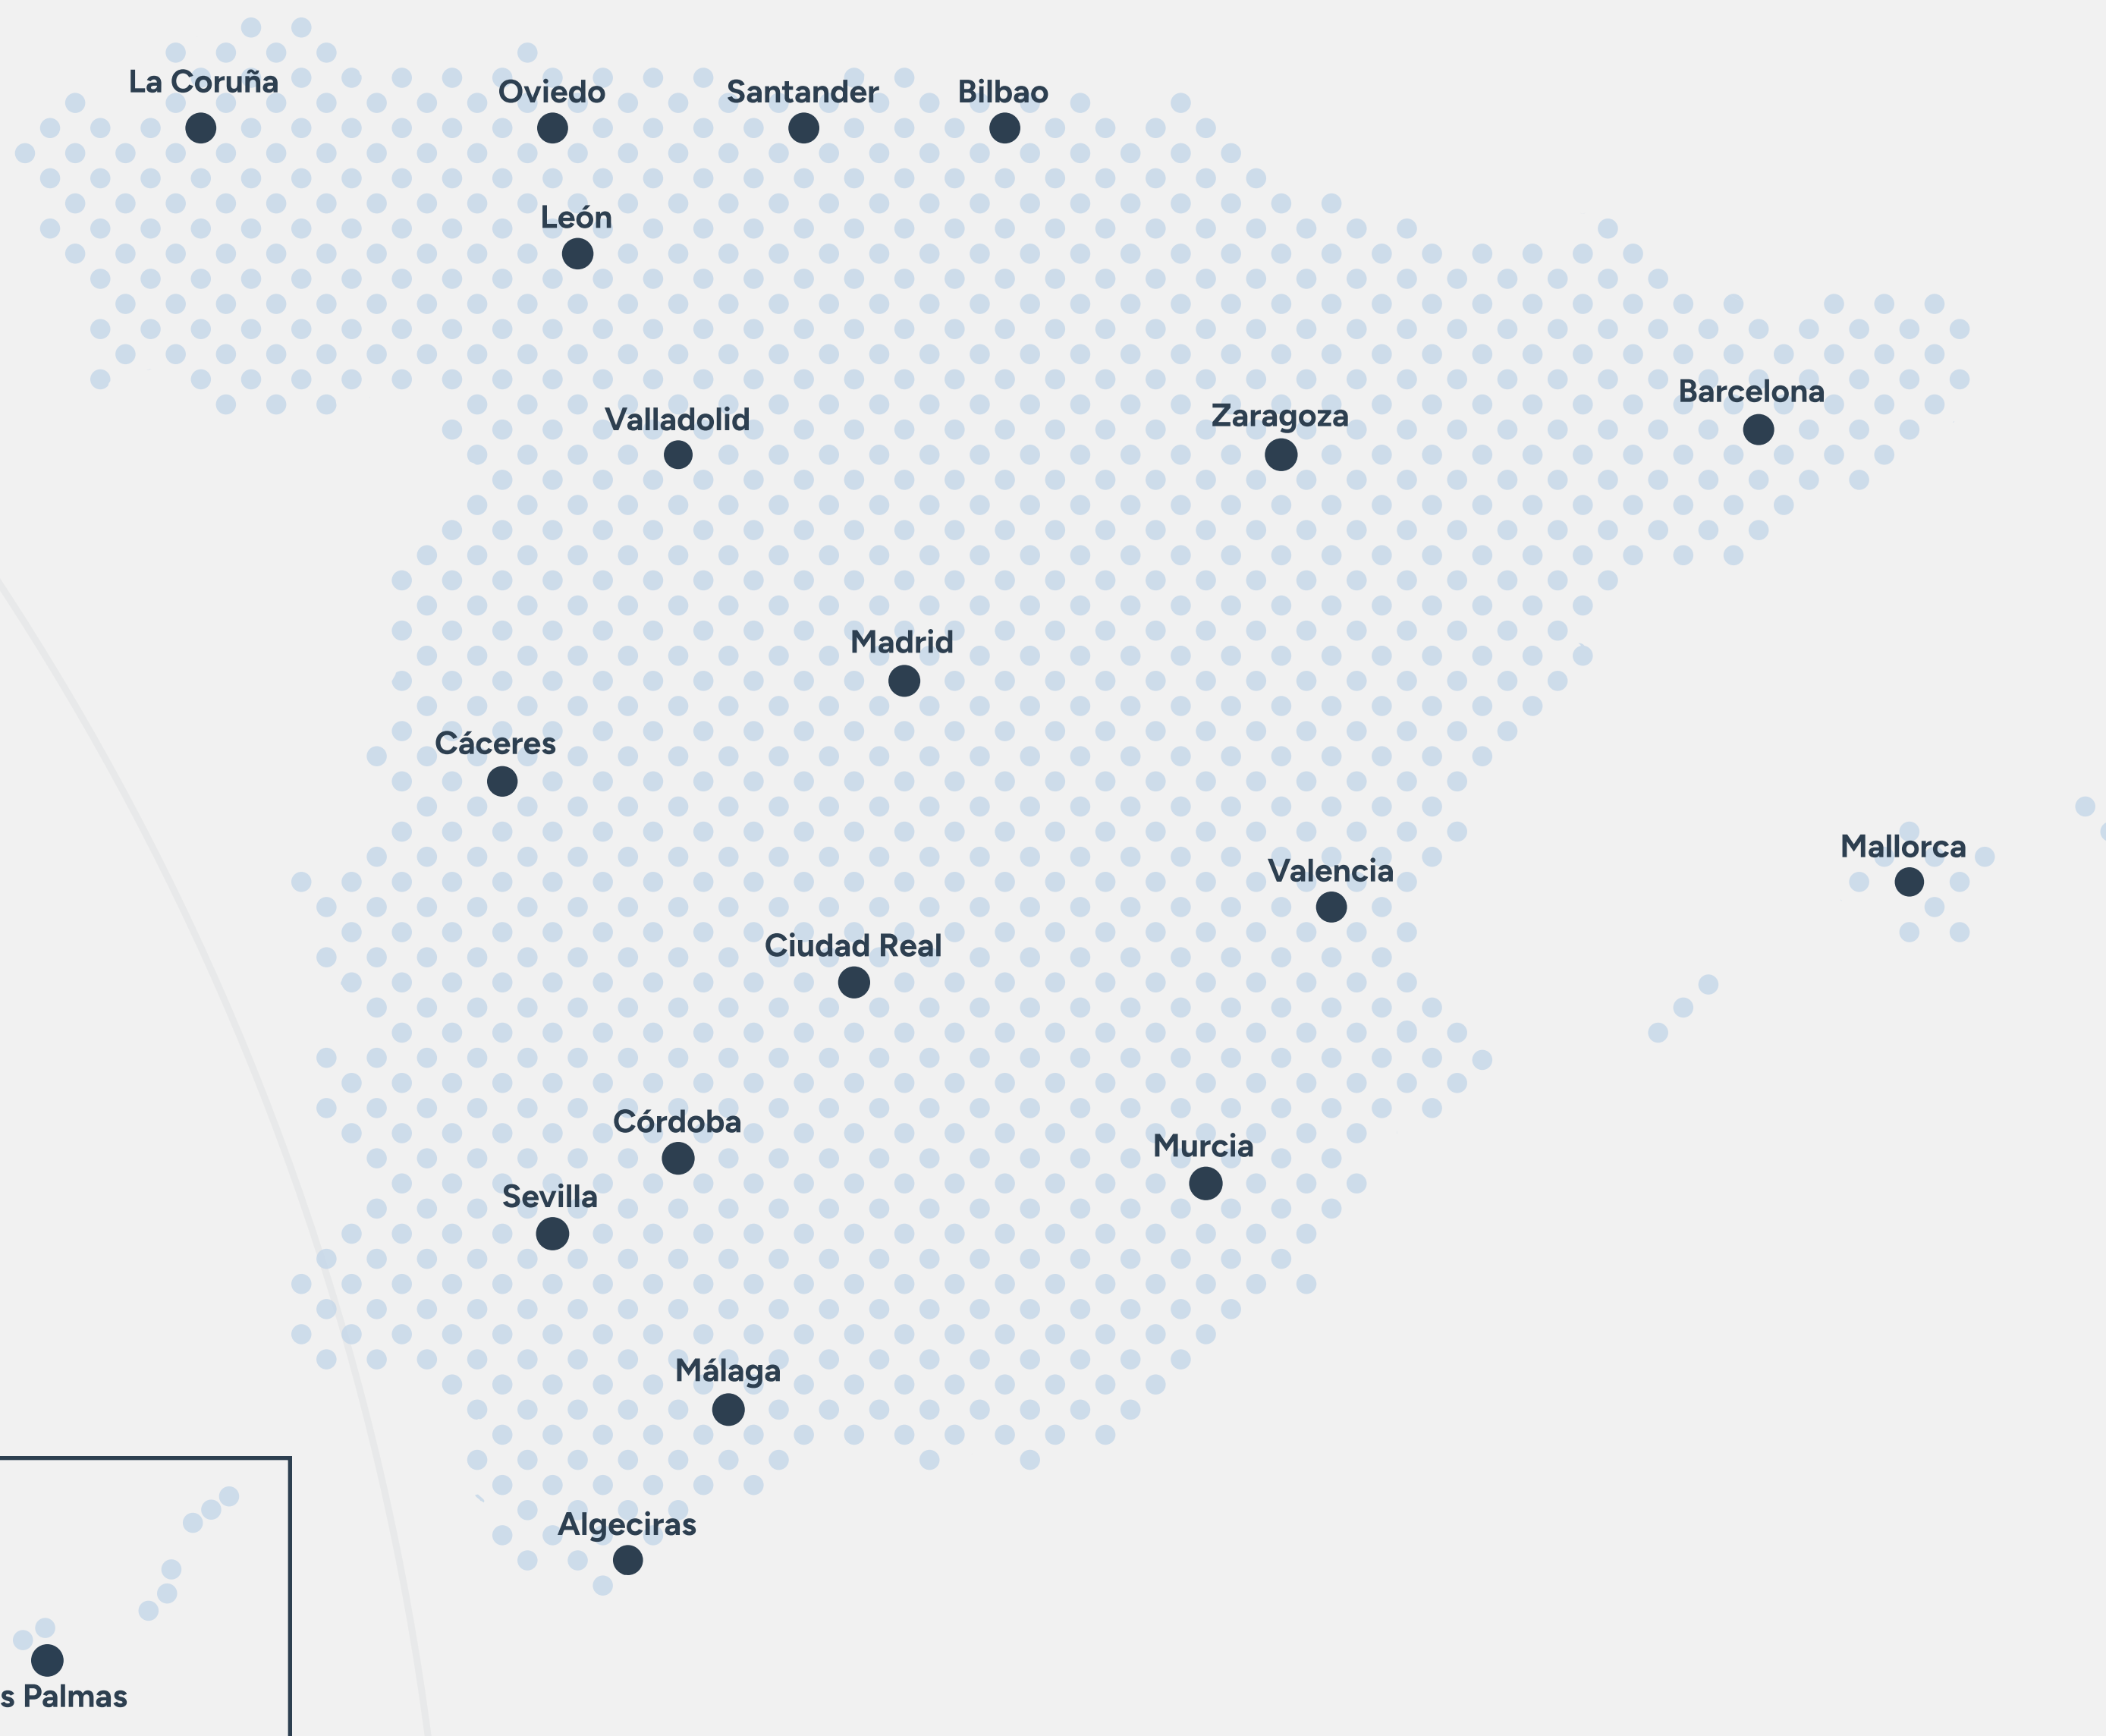 La Coruña
Oviedo
Santander
Bilbao
León
Barcelona
Zaragoza
Valladolid
Madrid
Cáceres
Mallorca
Valencia
Ciudad Real
Córdoba
Murcia
Sevilla
Málaga
Algeciras
s Palmas